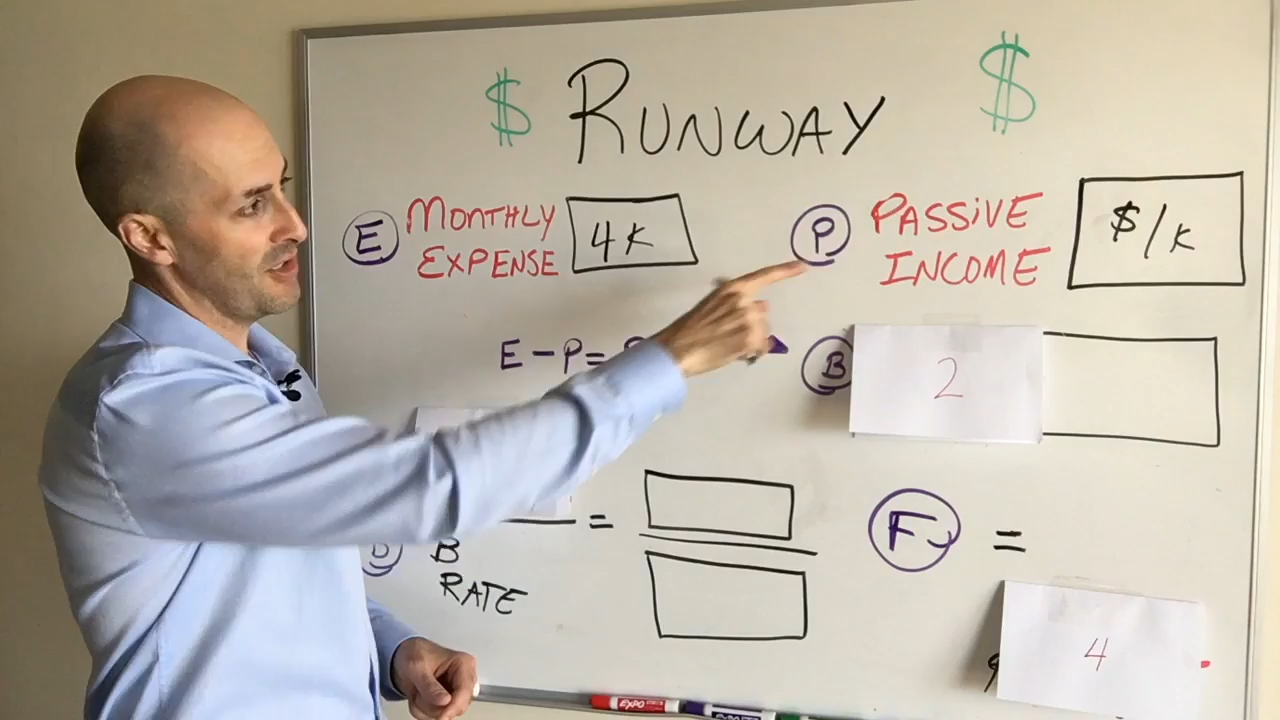 $ RUNWAY $
E MONTHLY EXPENSE 4K
P PASSIVE INCOME $/K
E-P=
B 2
B =
RATE
F =
4
EXPO